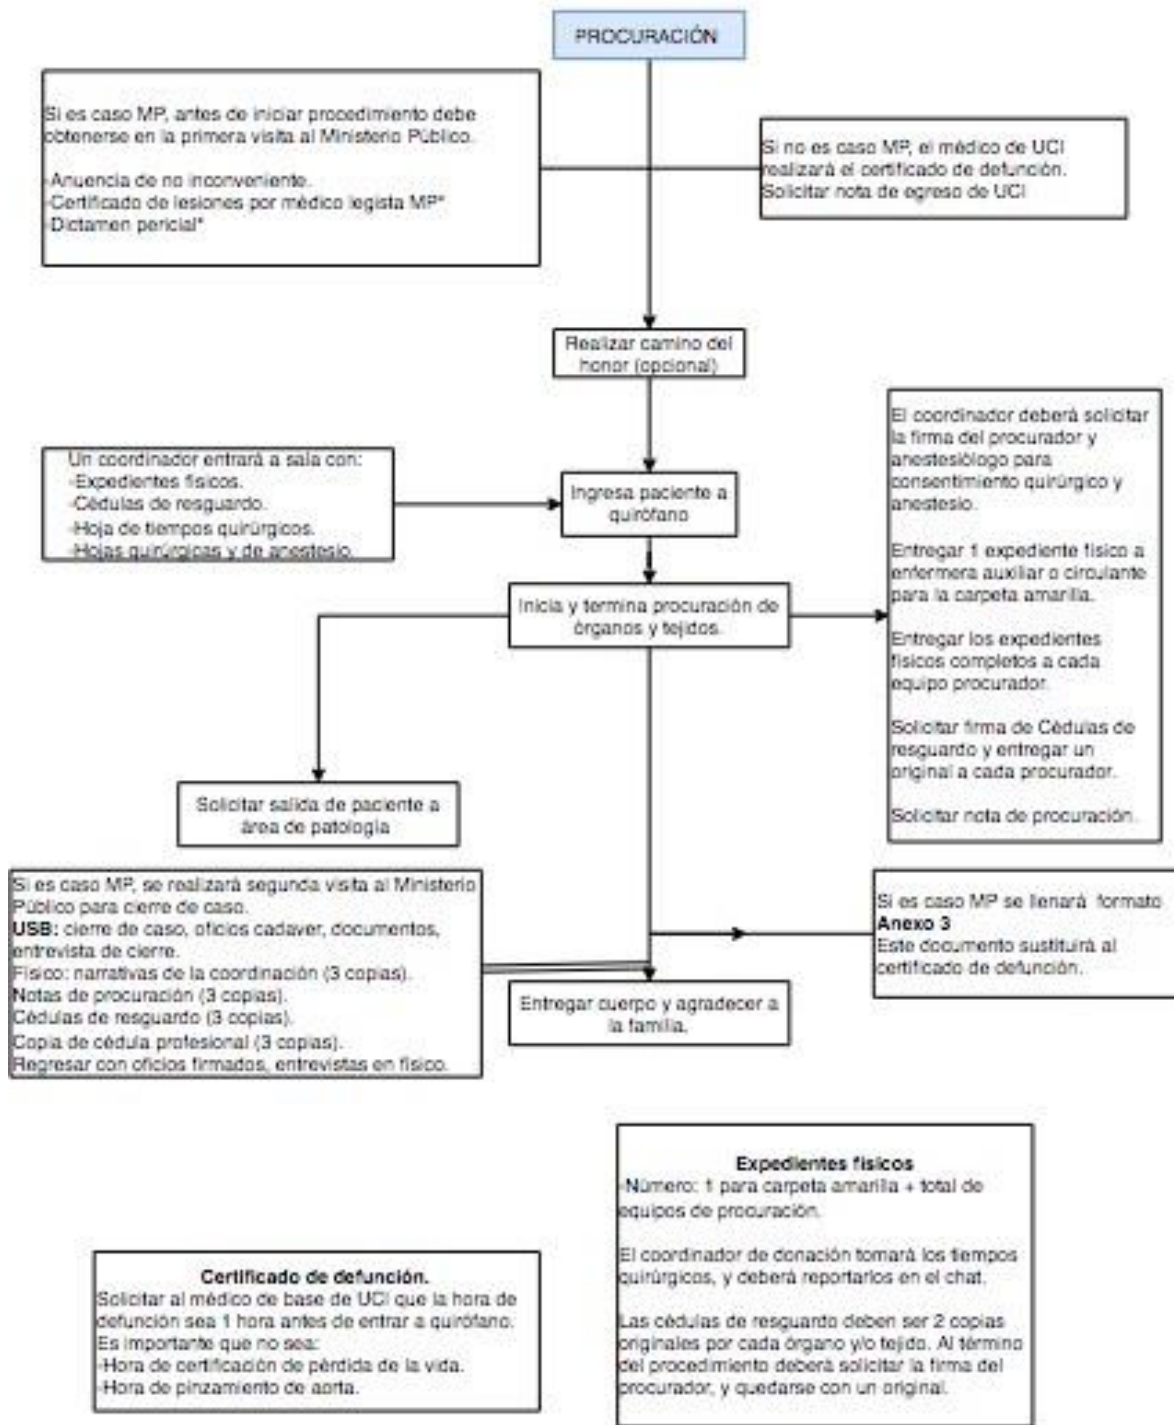 PROCURACIÓN
Si es caso MP, antes de iniciar procedimiento debe
obtenerse en la primera visita al Ministerio Público.
-Anuencia de no inconveniente.
-Certificado de lesiones por médico legista MP*
-Dictamen pericial*
Si no es caso MP, el médico de UCI
realizará el certificado de defunción.
Solicitar nota de egreso de UCI
Realizar camino del
honor (opcional)
Un coordinador entrará a sala con:
-Expedientes físicos.
-Cédulas de resguardo.
-Hoja de tiempos quirúrgicos.
-Hojas quirúrgicas y de anestesio.
Ingresa paciente a
quirófano
El coordinador deberá solicitar
la firma del procurador y
anestesiólogo para
consentimiento quirúrgico y
anestesio.
Entregar 1 expediente físico a
enfermera auxiliar o circulante
para la carpeta amarilla.
Entregar los expedientes
físicos completos a cada
equipo procurador.
Solicitar firma de Cédulas de
resguardo y entregar un
original a cada procurador.
Solicitar nota de procuración.
Inicia y termina procuración de
órganos y tejidos.
Solicitar salida de paciente a
área de patología
Si es caso MP, se realizará segunda visita al Ministerio
Público para cierre de caso.
USB: cierre de caso, oficios cadaver, documentos,
entrevista de cierre.
Físico: narrativas de la coordinación (3 copias).
Notas de procuración (3 copias).
Cédulas de resguardo (3 copias).
Copia de cédula profesional (3 copias).
Regresar con oficios firmados, entrevistas en físico.
Si es caso MP se llenará formato
Anexo 3
Este documento sustituirá al
certificado de defunción.
Entregar cuerpo y agradecer a
la familia.
Certificado de defunción.
Solicitar al médico de base de UCI que la hora de
defunción sea 1 hora antes de entrar a quirófano.
Es importante que no sea:
-Hora de certificación de pérdida de la vida.
-Hora de pinzamiento de aorta.
Expedientes físicos
-Número: 1 para carpeta amarilla + total de
equipos de procuración.
El coordinador de donación tomará los tiempos
quirúrgicos, y deberá reportarlos en el chat.
Las cédulas de resguardo deben ser 2 copias
originales por cada órgano y/o tejido. Al término
del procedimiento deberá solicitar la firma del
procurador, y quedarse con un original.